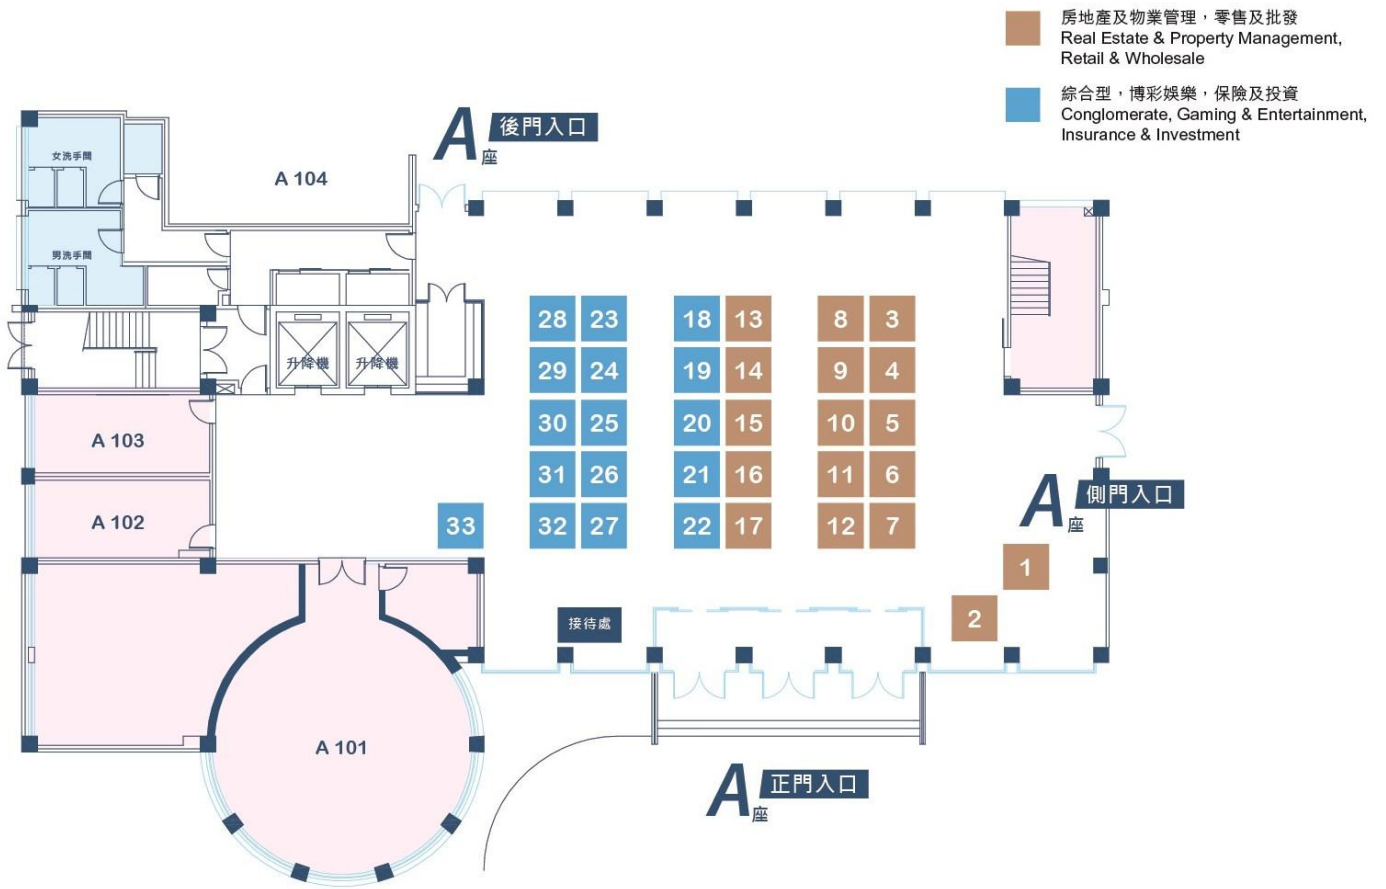 房地產及物業管理，零售及批發
Real Estate & Property Management,
Retail & Wholesale
綜合型，博彩娛樂，保險及投資
Conglomerate, Gaming & Entertainment,
Insurance & Investment
A座 後門入口
女洗手間
A 104
男洗手間
28 23 18 13 8 3
升降機 升降機
29 24 19 14 9 4
A 103
30 25 20 15 10 5
31 26 21 16 11 6
A座 側門入口
A 102
33 32 27 22 17 12 7
1
2
接待處
A 101
A座 正門入口